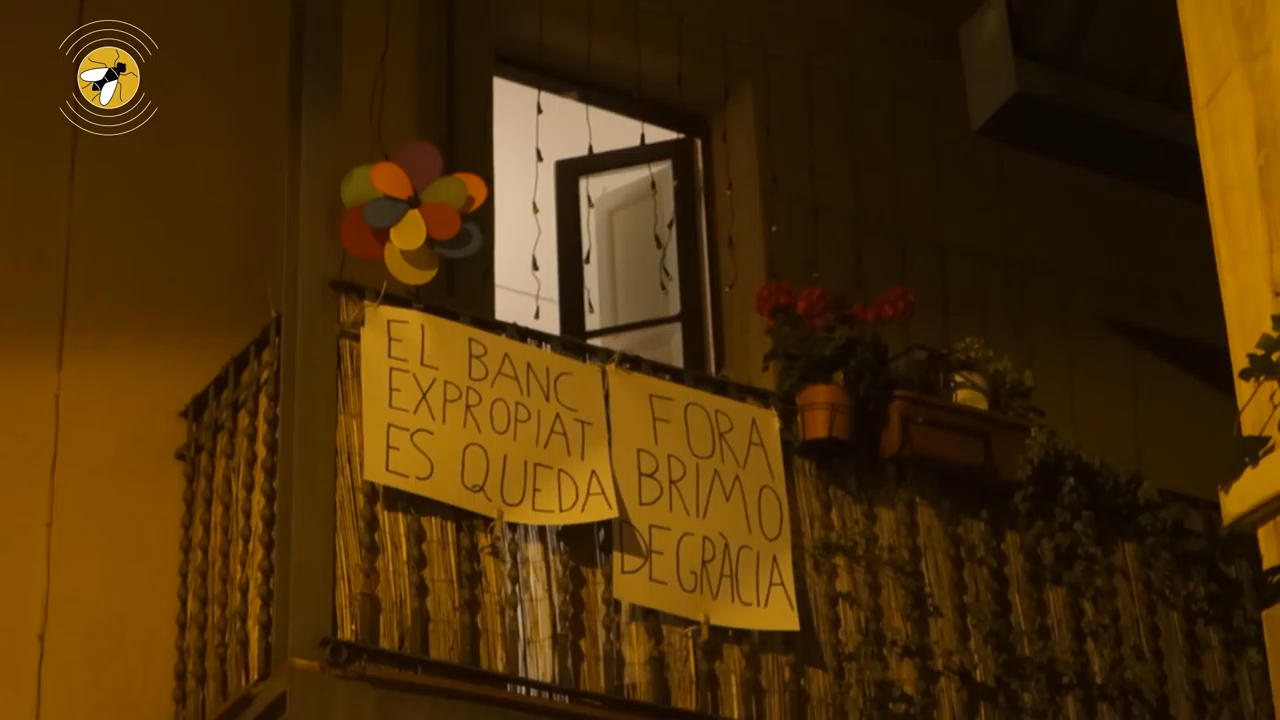 EL BANC
EXPROPIAT
ES QUEDA
FORA
BRIMO
DE GRÀCIA